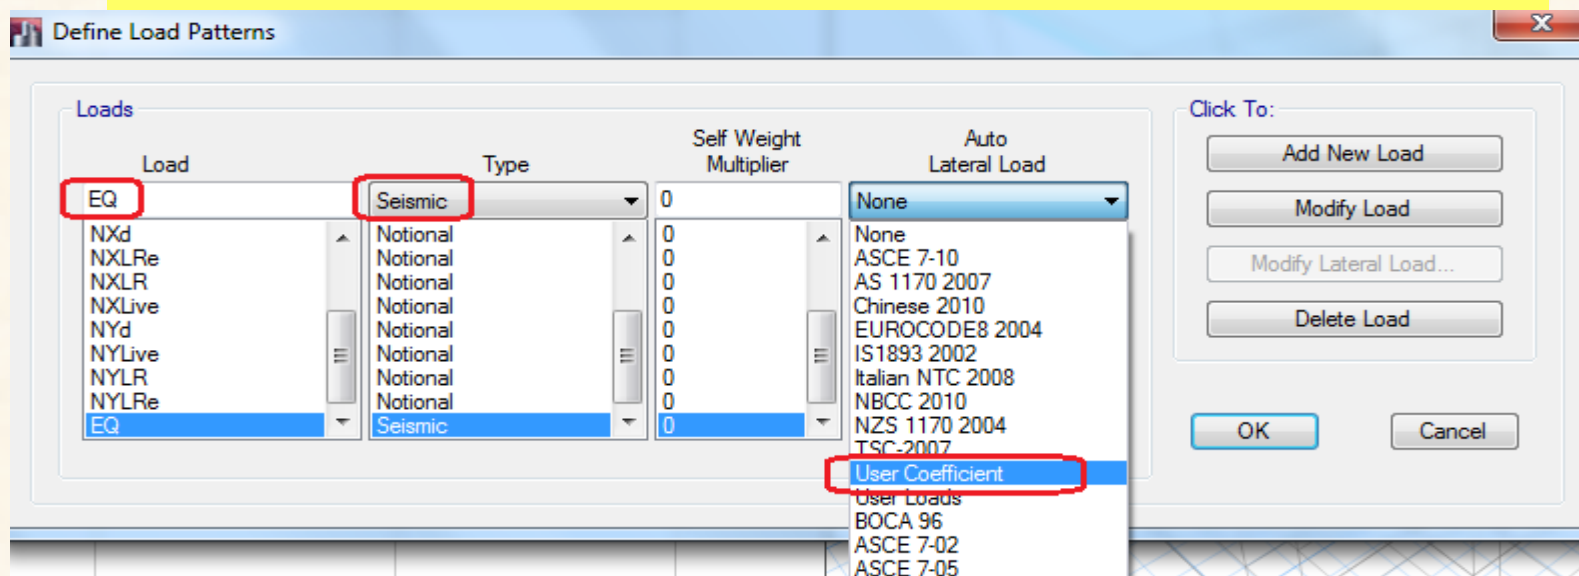 Define Load Patterns
Loads
Load
Type
Self Weight
Multiplier
Auto
Lateral Load
EQ
Seismic
0
None
NXd
Notional
0
None
NXLRe
Notional
0
ASCE 7-10
NXLR
Notional
0
AS 1170 2007
NXLive
Notional
0
Chinese 2010
NYd
Notional
0
EUROCODE8 2004
NYLive
Notional
0
IS1893 2002
NYLR
Notional
0
Italian NTC 2008
NYLRe
Notional
0
NBCC 2010
EQ
Seismic
0
NZS 1170 2004
TSC-2007
User Coefficient
User Loads
BOCA 96
ASCE 7-02
ASCE 7-05
Click To:
Add New Load
Modify Load
Modify Lateral Load...
Delete Load
OK
Cancel